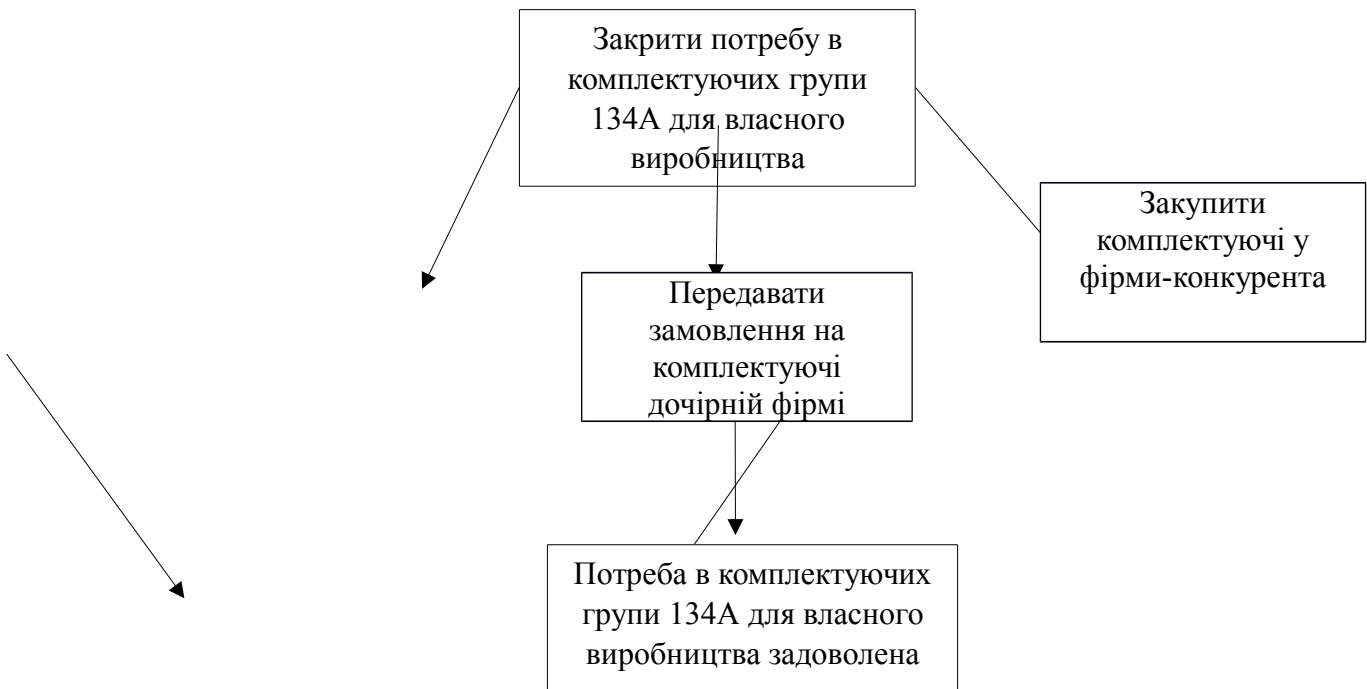 Закрити потребу в
комплектуючих групи
134А для власного
виробництва
Закупити
комплектуючі у
фірми-конкурента
Передавати
замовлення на
комплектуючі
дочірній фірмі
Потреба в комплектуючих
групи 134А для власного
виробництва задоволена